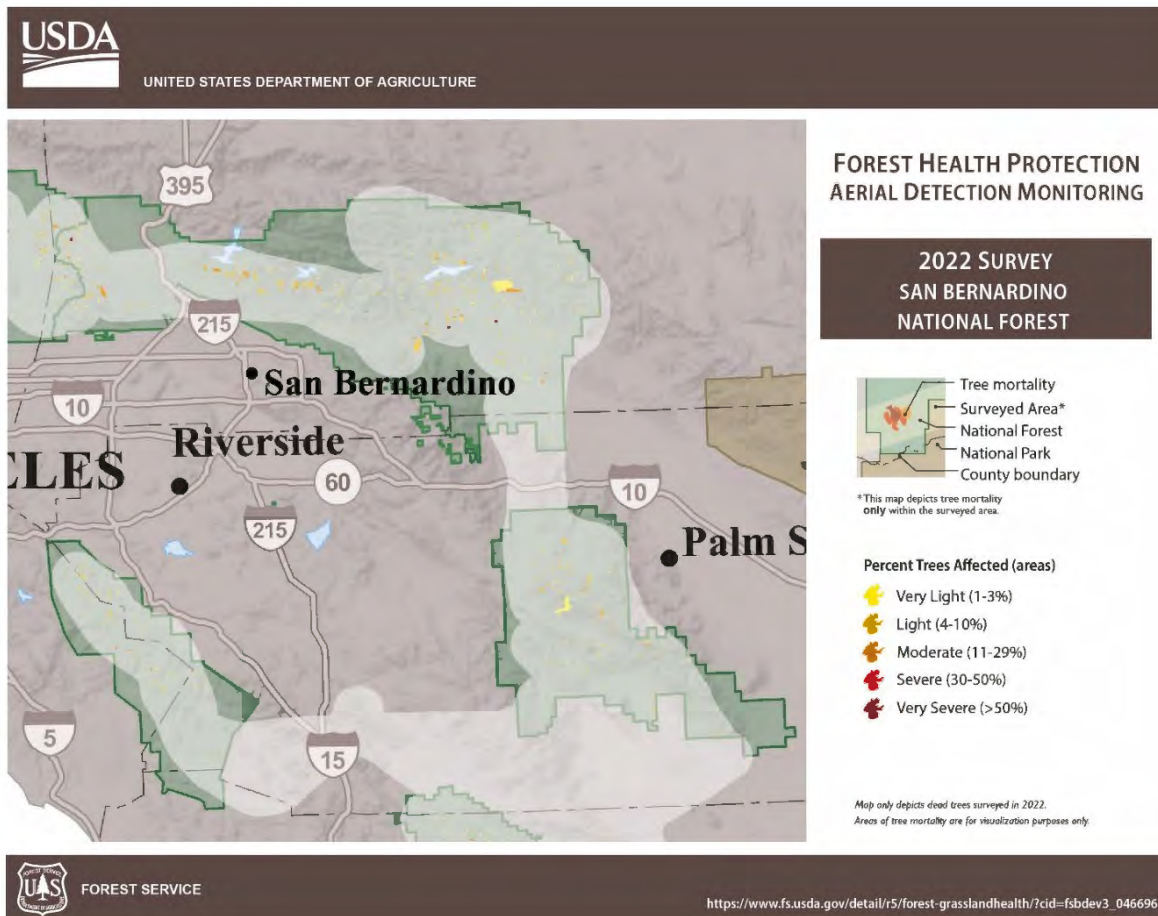 USDA
UNITED STATES DEPARTMENT OF AGRICULTURE
395
215
San Bernardino
10
Riverside
ELES
60
10
215
Palm S
5
15
FOREST HEALTH PROTECTION
AERIAL DETECTION MONITORING
2022 SURVEY
SAN BERNARDINO
NATIONAL FOREST
Tree mortality
Surveyed Area*
National Forest
National Park
County boundary
*This map depicts tree mortality
only within the surveyed area.
Percent Trees Affected (areas)
Very Light (1-3%)
Light (4-10%)
Moderate (11-29%)
Severe (30-50%)
Very Severe (>50%)
Map only depicts dead trees surveyed in 2022.
Areas of tree mortality are for visualization purposes only.
U S
FOREST SERVICE
https://www.fs.usda.gov/detail/r5/forest-grasslandhealth/?cid=fsbdev3_046696